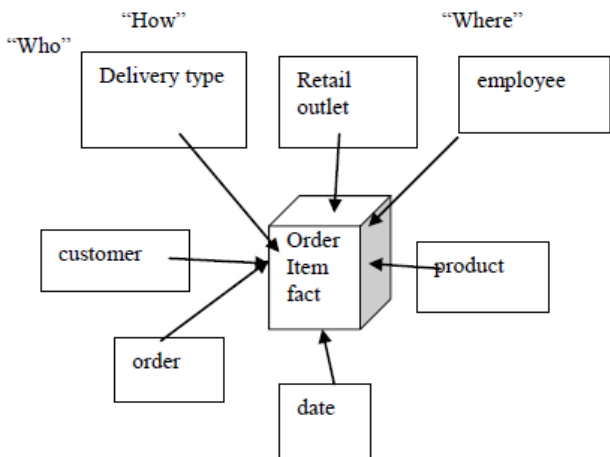 “How”
“Where”
“Who”
Delivery type
Retail
outlet
employee
Order
Item
fact
customer
product
order
date